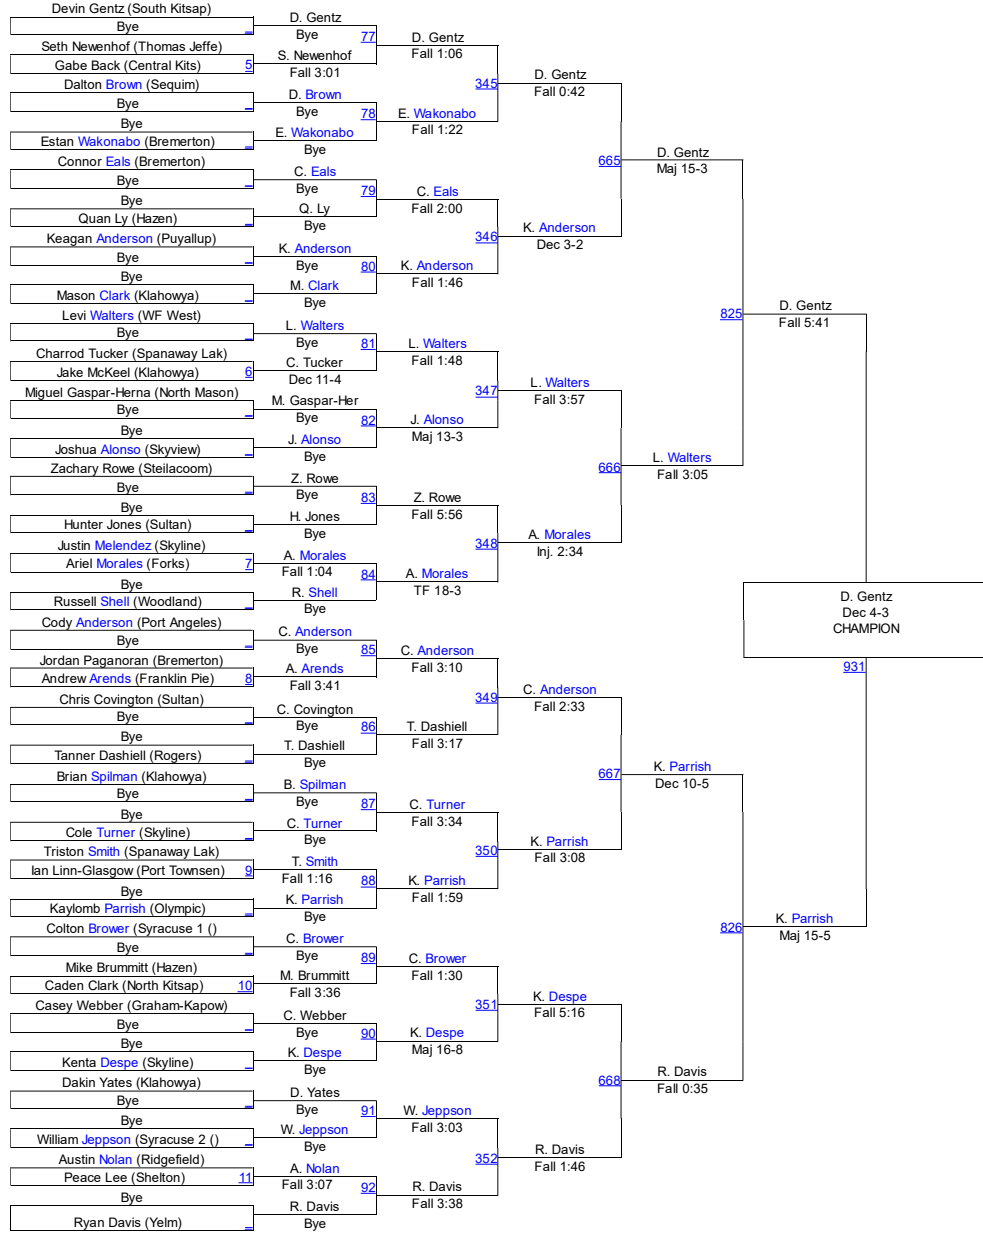 Devin Gentz (South Kitsap)
Bye
Seth Newenhof (Thomas Jeffe)
Gabe Back (Central Kits) 5
Dalton Brown (Sequim)
Bye
Bye
Estan Wakonabo (Bremerton)
Connor Eals (Bremerton)
Bye
Bye
Quan Ly (Hazen)
Keagan Anderson (Puyallup)
Bye
Bye
Mason Clark (Klahowya)
Levi Walters (WF West)
Bye
Charrod Tucker (Spanaway Lak)
Jake McKeel (Klahowya) 6
Miguel Gaspar-Herna (North Mason)
Bye
Bye
Joshua Alonso (Skyview)
Zachary Rowe (Steilacoom)
Bye
Bye
Hunter Jones (Sultan)
Justin Melendez (Skyline)
Ariel Morales (Forks) 7
Bye
Russell Shell (Woodland)
Cody Anderson (Port Angeles)
Bye
Jordan Paganoran (Bremerton)
Andrew Arends (Franklin Pie) 8
Chris Covington (Sultan)
Bye
Bye
Tanner Dashiell (Rogers)
Brian Spilman (Klahowya)
Bye
Bye
Cole Turner (Skyline)
Triston Smith (Spanaway Lak)
Ian Linn-Glasgow (Port Townsen) 9
Bye
Kaylomb Parrish (Olympic)
Colton Brower (Syracuse 1 ()
Bye
Mike Brummitt (Hazen)
Caden Clark (North Kitsap) 10
Casey Webber (Graham-Kapow)
Bye
Bye
Kenta Despe (Skyline)
Dakin Yates (Klahowya)
Bye
Bye
William Jeppson (Syracuse 2 ()
Austin Nolan (Ridgefield)
Peace Lee (Shelton) 11
Bye
Ryan Davis (Yelm)
D. Gentz
Bye 77
S. Newenhof
Fall 3:01
D. Brown
Bye 78
E. Wakonabo
Bye
C. Eals
Bye 79
Q. Ly
Bye
K. Anderson
Bye 80
M. Clark
Bye
L. Walters
Bye 81
C. Tucker
Dec 11-4
M. Gaspar-Her
Bye 82
J. Alonso
Bye
Z. Rowe
Bye 83
H. Jones
Bye
A. Morales
Fall 1:04 84
R. Shell
Bye
C. Anderson
Bye 85
A. Arends
Fall 3:41
C. Covington
Bye 86
T. Dashiell
Bye
B. Spilman
Bye 87
C. Turner
Bye
T. Smith
Fall 1:16 88
K. Parrish
Bye
C. Brower
Bye 89
M. Brummitt
Fall 3:36
C. Webber
Bye 90
K. Despe
Bye
D. Yates
Bye 91
W. Jeppson
Bye
A. Nolan
Fall 3:07 92
R. Davis
Bye
D. Gentz
Fall 1:06
345
E. Wakonabo
Fall 1:22
C. Eals
Fall 2:00
346
K. Anderson
Fall 1:46
L. Walters
Fall 1:48
347
J. Alonso
Maj 13-3
Z. Rowe
Fall 5:56
348
A. Morales
TF 18-3
C. Anderson
Fall 3:10
349
T. Dashiell
Fall 3:17
C. Turner
Fall 3:34
350
K. Parrish
Fall 1:59
C. Brower
Fall 1:30
351
K. Despe
Maj 16-8
W. Jeppson
Fall 3:03
352
R. Davis
Fall 3:38
D. Gentz
Fall 0:42
665
K. Anderson
Dec 3-2
L. Walters
Fall 3:57
666
A. Morales
Inj. 2:34
C. Anderson
Fall 2:33
667
K. Parrish
Fall 3:08
K. Despe
Fall 5:16
668
R. Davis
Fall 1:46
D. Gentz
Maj 15-3
825
L. Walters
Fall 3:05
K. Parrish
Dec 10-5
826
R. Davis
Fall 0:35
D. Gentz
Fall 5:41
K. Parrish
Maj 15-5
D. Gentz
Dec 4-3
CHAMPION
931